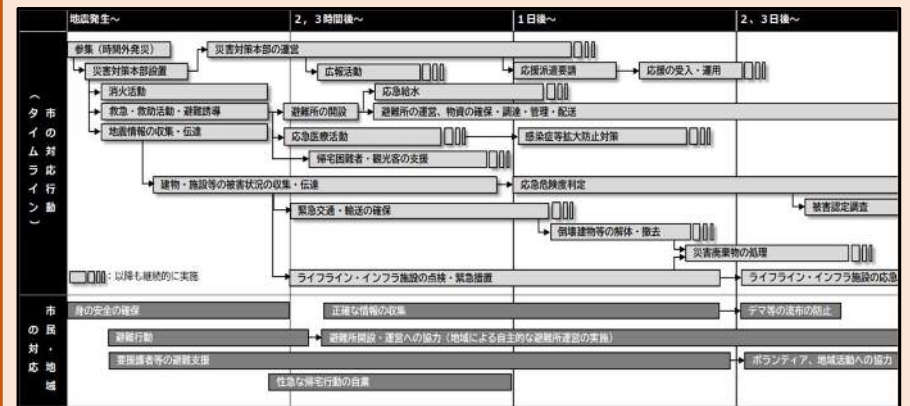 地震発生～
2，3時間後～
1日後～
2、3日後～
市の対応行動
（タイムライン）
参集（時間外発災）
災害対策本部の運営
災害対策本部設置
広報活動
応援派遣要請
応援の受入・運用
消火活動
応急給水
救急・救助活動・避難誘導
避難所の開設
避難所の運営、物資の確保・調達・管理・配送
地震情報の収集・伝達
応急医療活動
感染症等拡大防止対策
帰宅困難者・観光客の支援
建物・施設等の被害状況の収集・伝達
応急危険度判定
緊急交通・輸送の確保
被害認定調査
倒壊建物等の解体・撤去
災害廃棄物の処理
：以降も継続的に実施
ライフライン・インフラ施設の点検・緊急措置
ライフライン・インフラ施設の応急
市民・地域の対応
身の安全の確保
正確な情報の収集
デマ等の流布の防止
避難行動
避難所開設・運営への協力（地域による自主的な避難所運営の実施）
要援護者等の避難支援
ボランティア、地域活動への協力
性急な帰宅行動の自粛